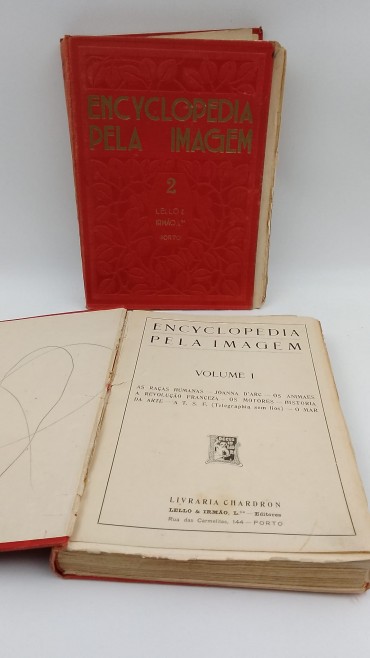 ENCYCLOPEDIA
PELA IMAGEM
2
LELLO &
IRMÃO, L.DA
PORTO
ENCYCLOPEDIA
PELA IMAGEM
VOLUME I
AS RAÇAS HUMANAS — JOANNA D'ARC — OS ANIMAES
A REVOLUÇÃO FRANCEZA — OS MOTORES — HISTORIA
DA ARTE — A T. S. F. (Telegraphia sem fios) — O MAR
LIVRARIA CHARDRON
LELLO & IRMÃO, L.DA — Editores
Rua das Carmelitas, 144 — PORTO